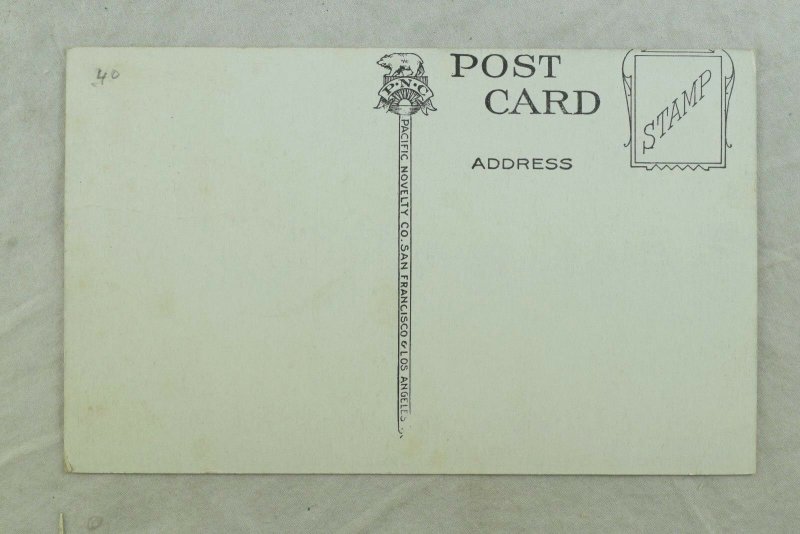 40
P·N·C
POST
CARD
STAMP
ADDRESS
PACIFIC NOVELTY CO. SAN FRANCISCO & LOS ANGELES